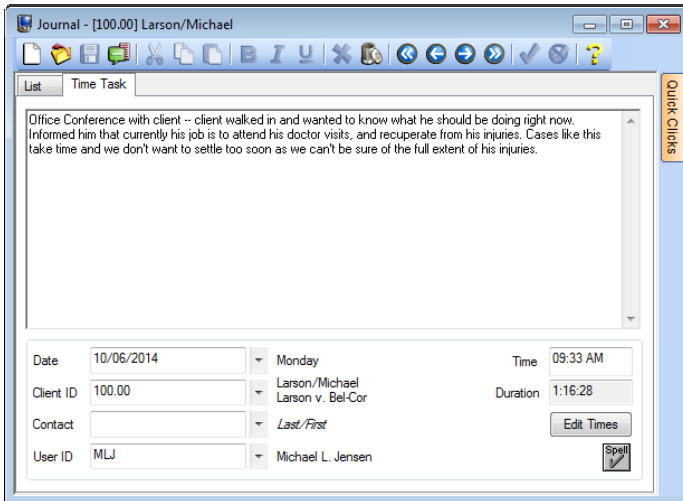 Journal - [100.00] Larson/Michael
B I U
List Time Task
Quick Clicks
Office Conference with client -- client walked in and wanted to know what he should be doing right now.
Informed him that currently his job is to attend his doctor visits, and recuperate from his injuries. Cases like this
take time and we don't want to settle too soon as we can't be sure of the full extent of his injuries.
Date 10/06/2014 Monday Time 09:33 AM
Client ID 100.00 Larson/Michael
Larson v. Bel-Cor Duration 1:16:28
Contact Last/First Edit Times
User ID MLJ Michael L. Jensen Spell